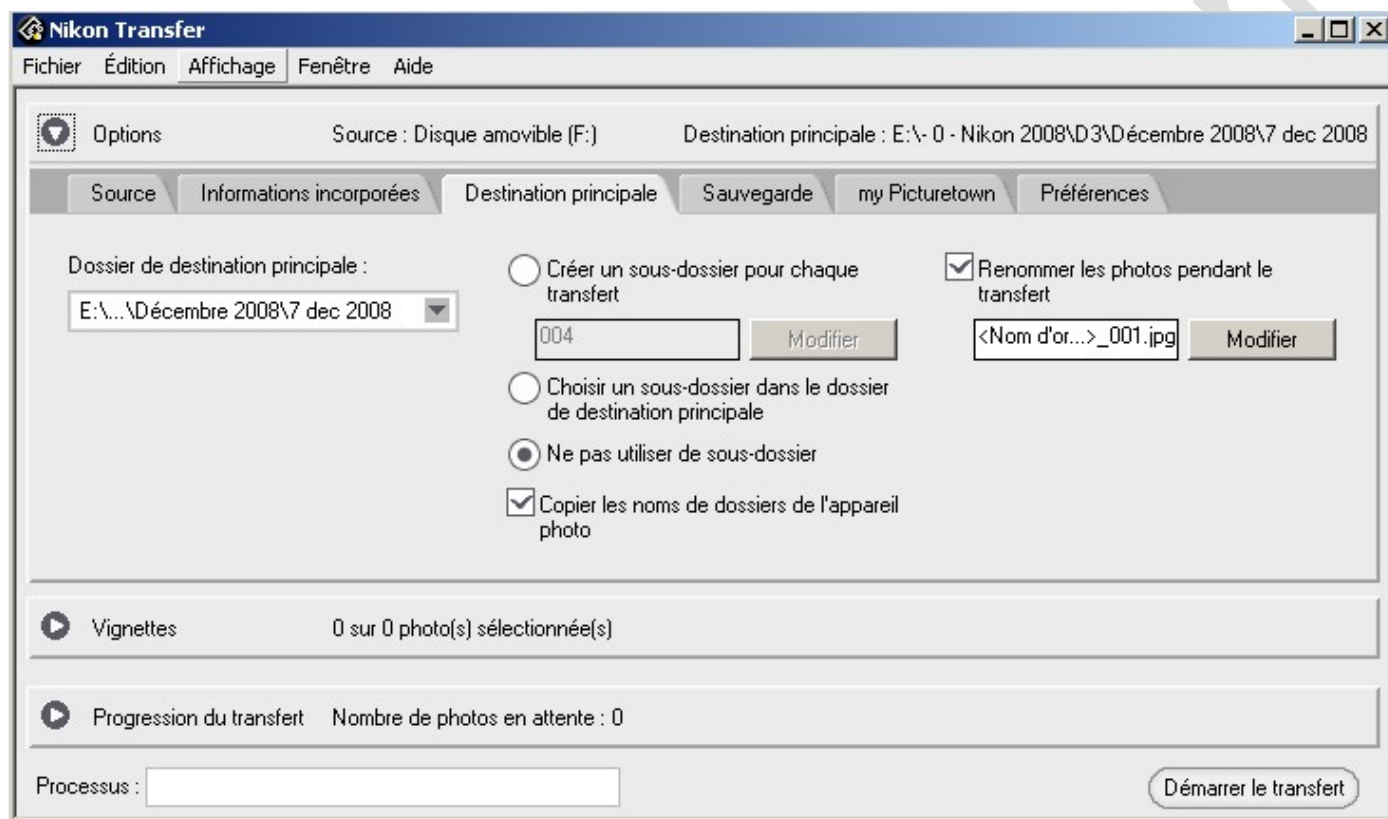 Nikon Transfer
Fichier Édition Affichage Fenêtre Aide
Options Source : Disque amovible (F:) Destination principale : E:\- 0 - Nikon 2008\D3\Décembre 2008\7 dec 2008
Source Informations incorporées Destination principale Sauvegarde my Picturetown Préférences
Dossier de destination principale :
E:\...\Décembre 2008\7 dec 2008
Créer un sous-dossier pour chaque
transfert
004 Modifier
Choisir un sous-dossier dans le dossier
de destination principale
Ne pas utiliser de sous-dossier
Copier les noms de dossiers de l'appareil
photo
Renommer les photos pendant le
transfert
<Nom d'or...>_001.jpg Modifier
Vignettes 0 sur 0 photo(s) sélectionnée(s)
Progression du transfert Nombre de photos en attente : 0
Processus :
Démarrer le transfert